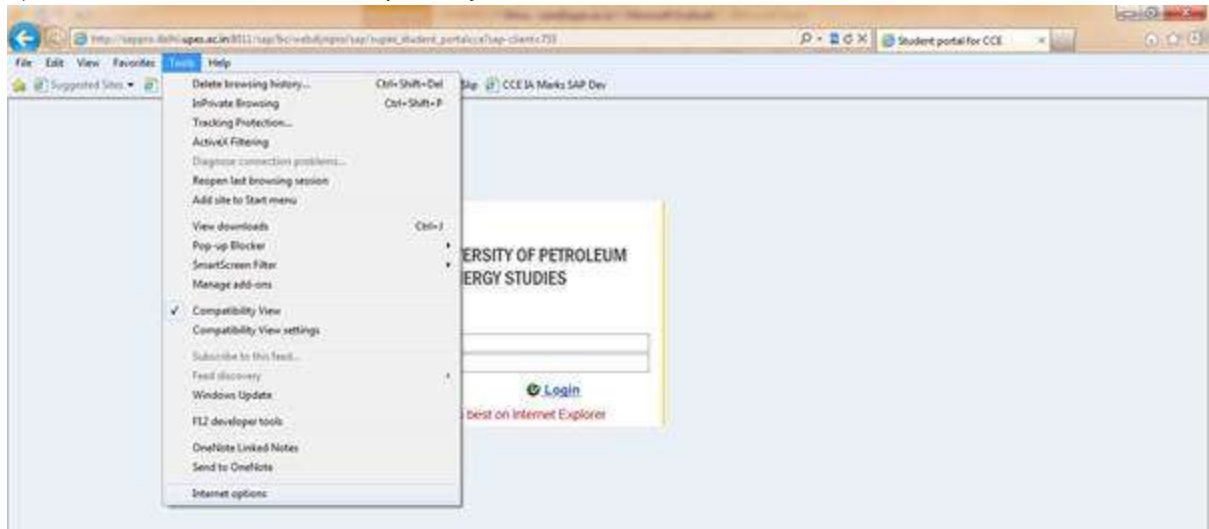 Student portal for CCE
File Edit View Favorites Tools Help
Suggested Sites
Slip CCE IA Marks SAP Dev
Delete browsing history... Ctrl+Shift+Del
InPrivate Browsing Ctrl+Shift+P
Tracking Protection...
ActiveX Filtering
Diagnose connection problems...
Reopen last browsing session
Add site to Start menu
View downloads Ctrl+J
Pop-up Blocker
SmartScreen Filter
Manage add-ons
Compatibility View
Compatibility View settings
Subscribe to this feed...
Feed discovery
Windows Update
F12 developer tools
OneNote Linked Notes
Send to OneNote
Internet options
ERSITY OF PETROLEUM
ERGY STUDIES
Login
best on Internet Explorer